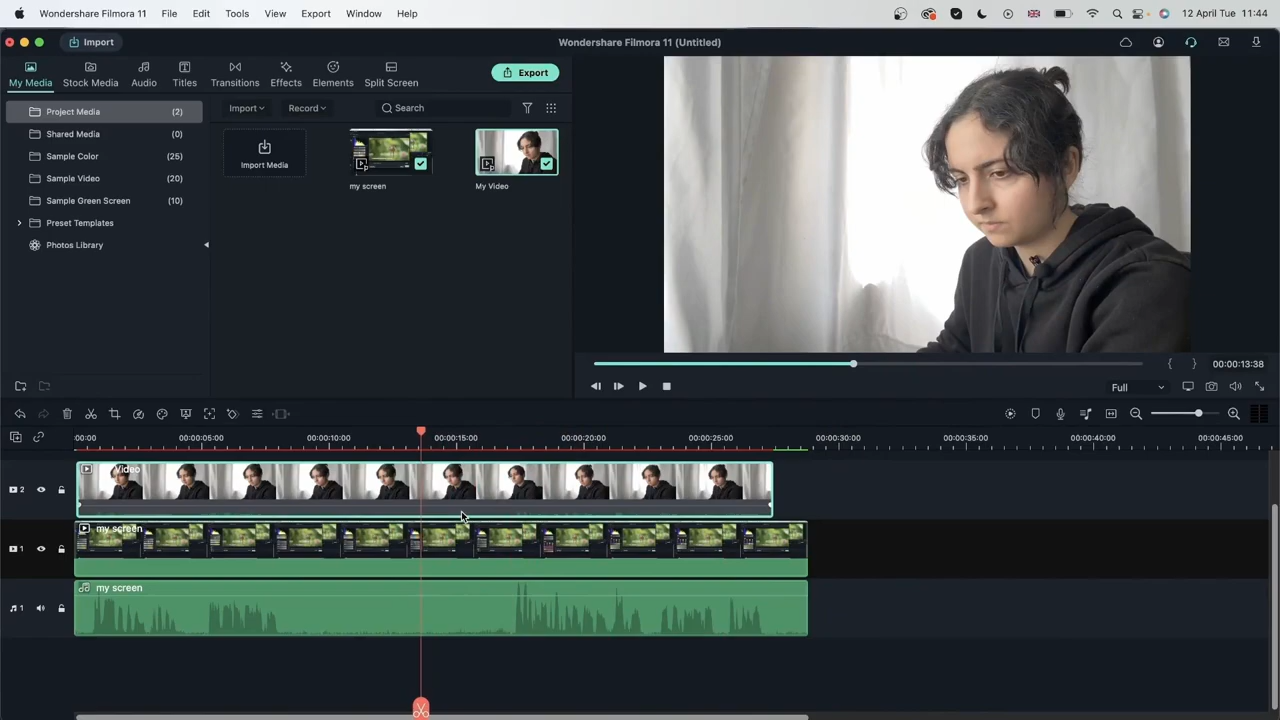 Wondershare Filmora 11 File Edit Tools View Export Window Help 12 April Tue 11:44
Import Wondershare Filmora 11 (Untitled)
My Media Stock Media Audio Titles Transitions Effects Elements Split Screen Export
Project Media (2)
Shared Media (0)
Sample Color (25)
Sample Video (20)
Sample Green Screen (10)
Preset Templates
Photos Library
Import Record Search
Import Media
my screen
My Video
{ } 00:00:13:38
Full
:00:00 00:00:05:00 00:00:10:00 00:00:15:00 00:00:20:00 00:00:25:00 00:00:30:00 00:00:35:00 00:00:40:00 00:00:45:00
2 Video
1 my screen
1 my screen